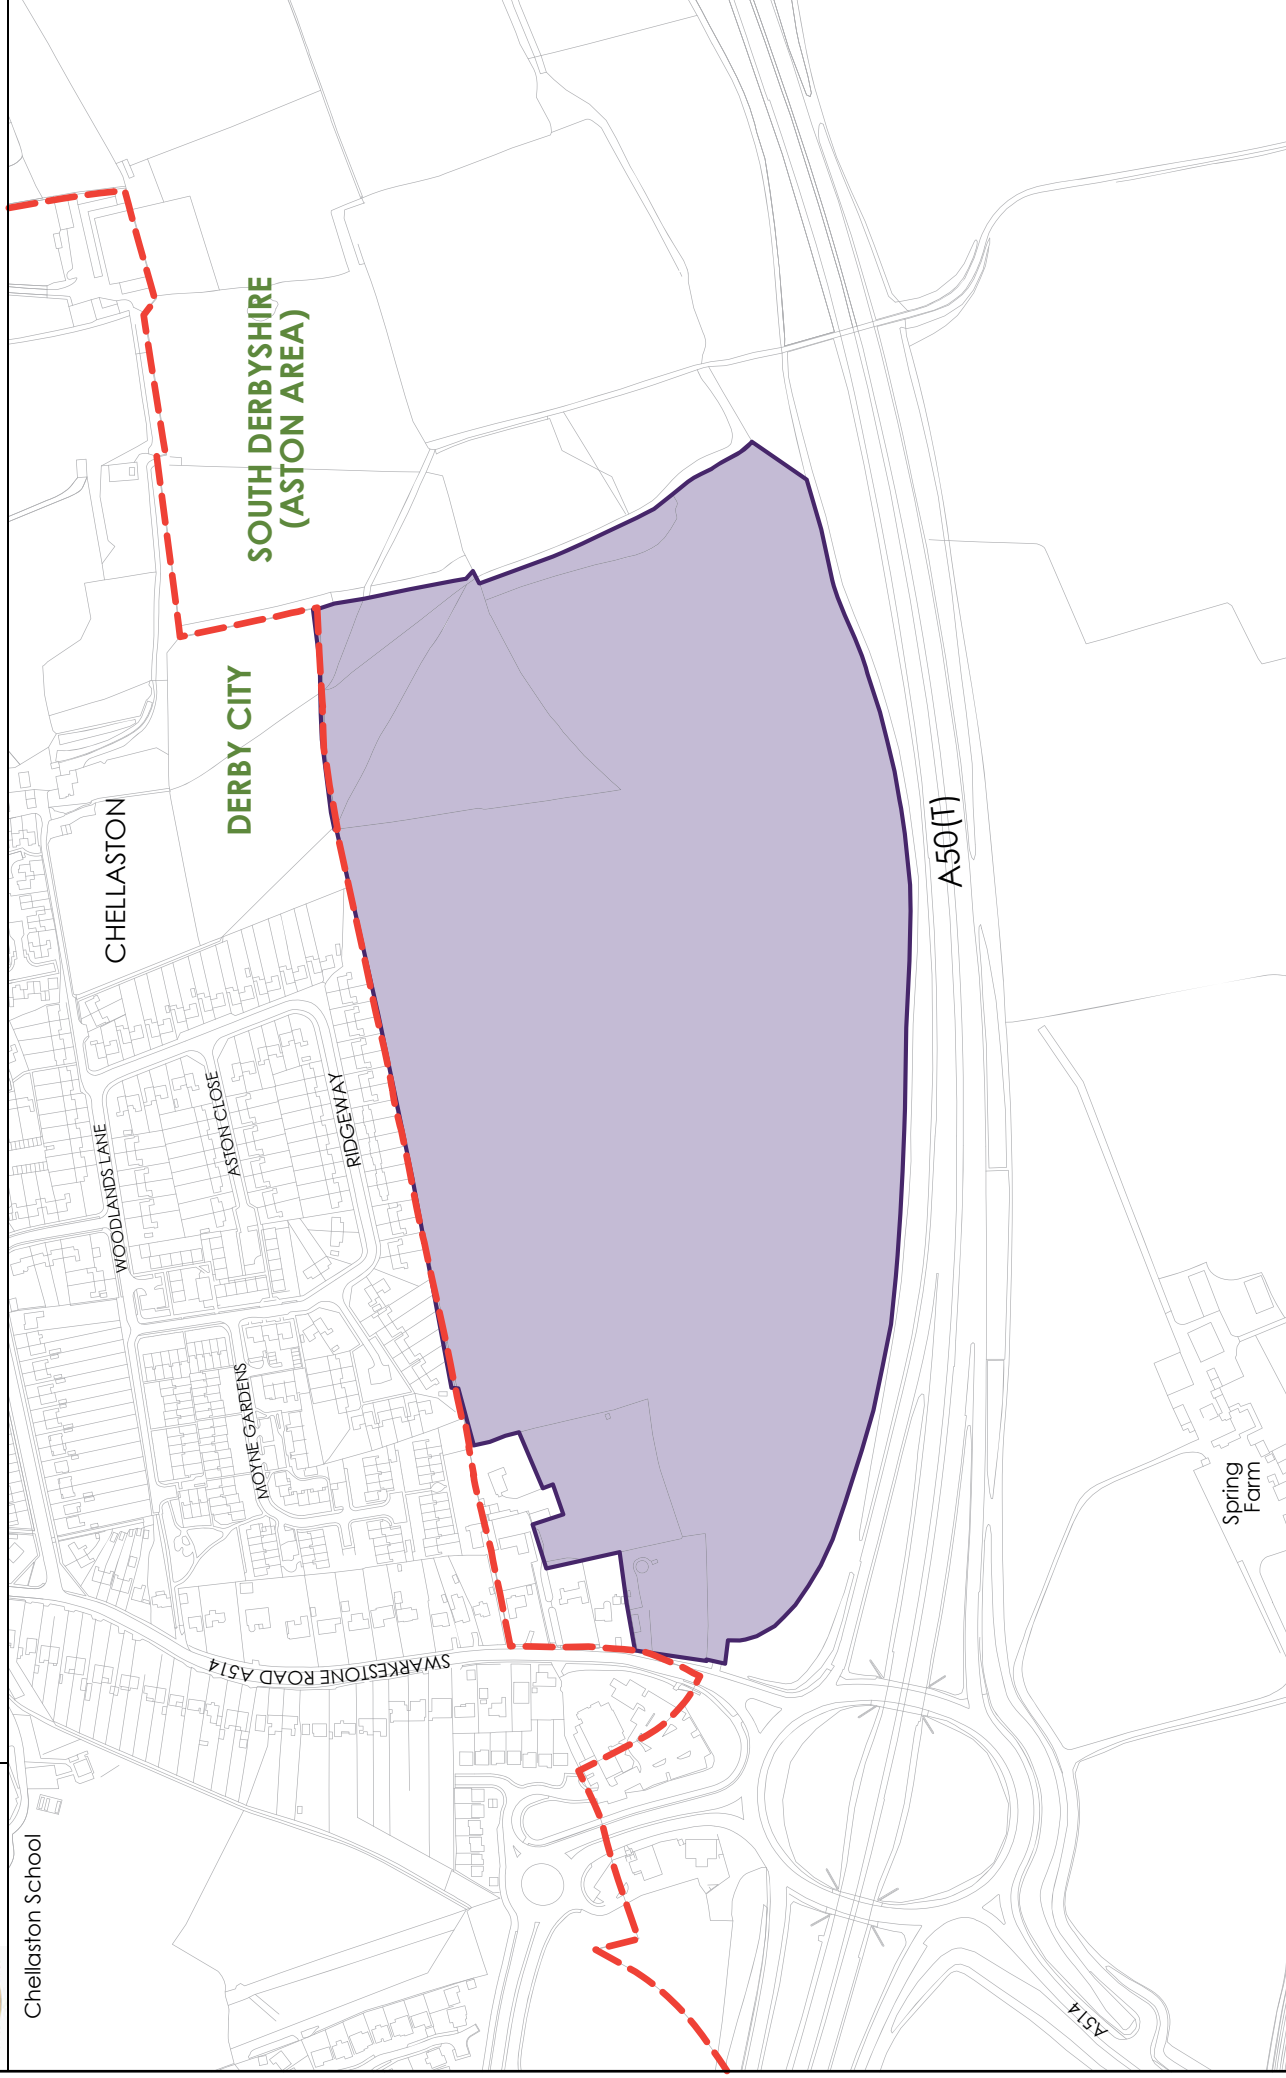 Chellaston School
SWARKESTONE ROAD A514
MOYNE GARDENS
WOODLANDS LANE
ASTON CLOSE
RIDGEWAY
CHELLASTON
DERBY CITY
SOUTH DERBYSHIRE
(ASTON AREA)
A50(T)
A514
Spring
Farm